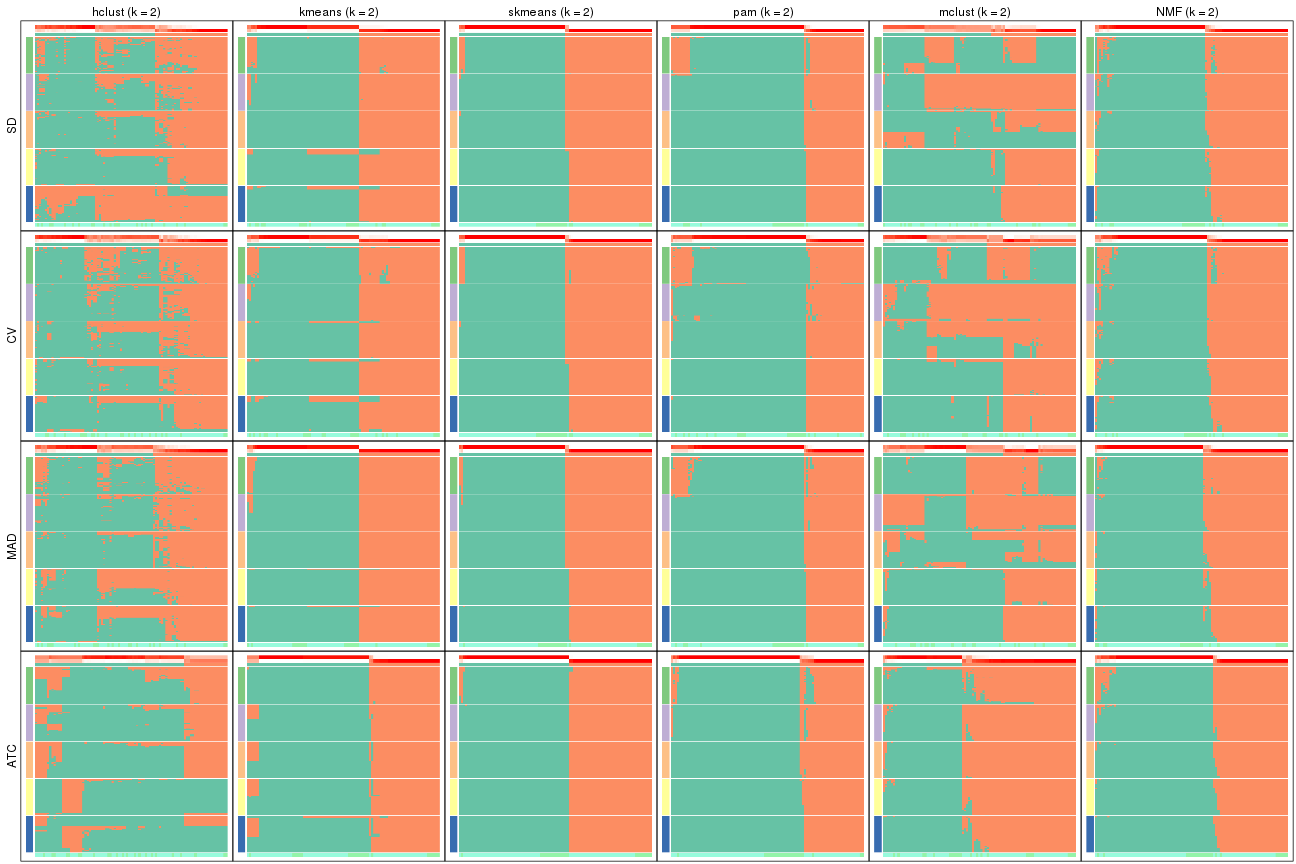 hclust (k = 2)
kmeans (k = 2)
skmeans (k = 2)
pam (k = 2)
mclust (k = 2)
NMF (k = 2)
SD
CV
MAD
ATC